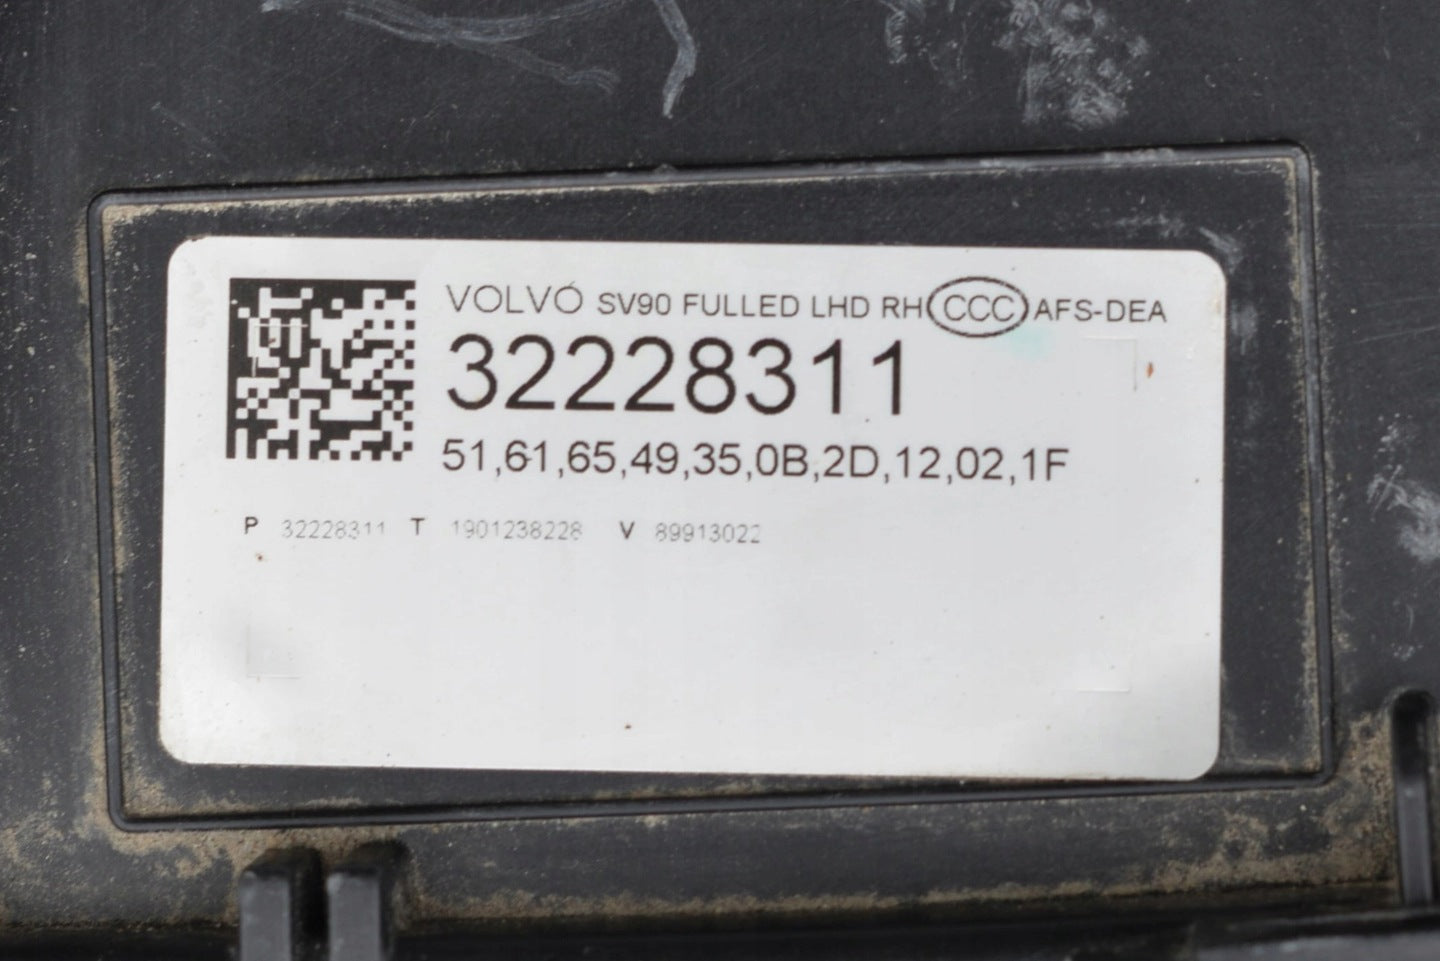 VOLVO SV90 FULLED LHD RH CCC AFS-DEA
32228311
51,61,65,49,35,0B,2D,12,02,1F
P 32228311 T 1901238228 V 89913022